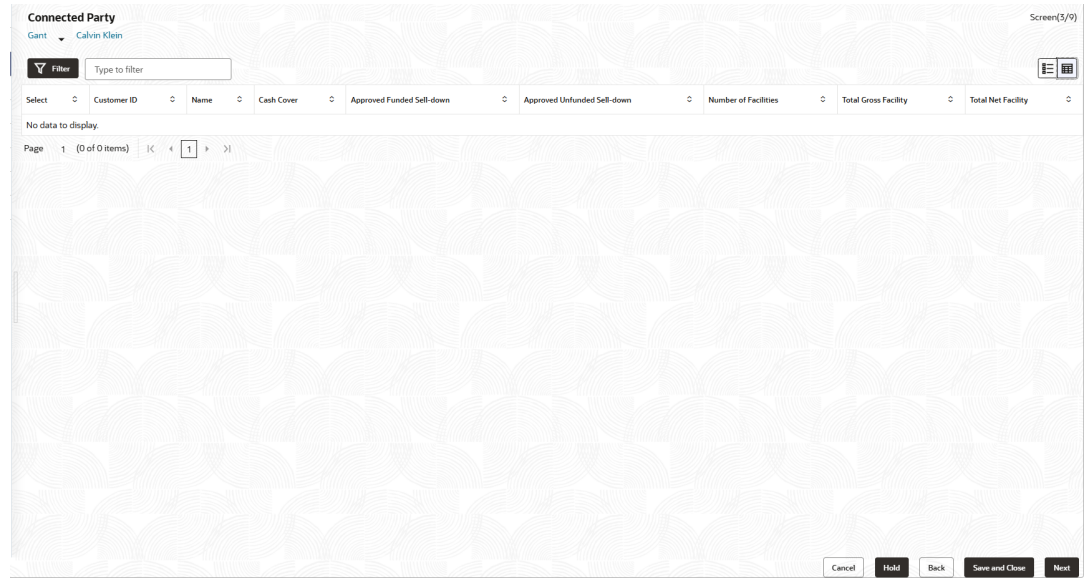 Connected Party
Screen(3/9)
Gant Calvin Klein
Filter Type to filter
Select Customer ID Name Cash Cover Approved Funded Sell-down Approved Unfunded Sell-down Number of Facilities Total Gross Facility Total Net Facility
No data to display.
Page 1 (0 of 0 items) 1
Cancel Hold Back Save and Close Next